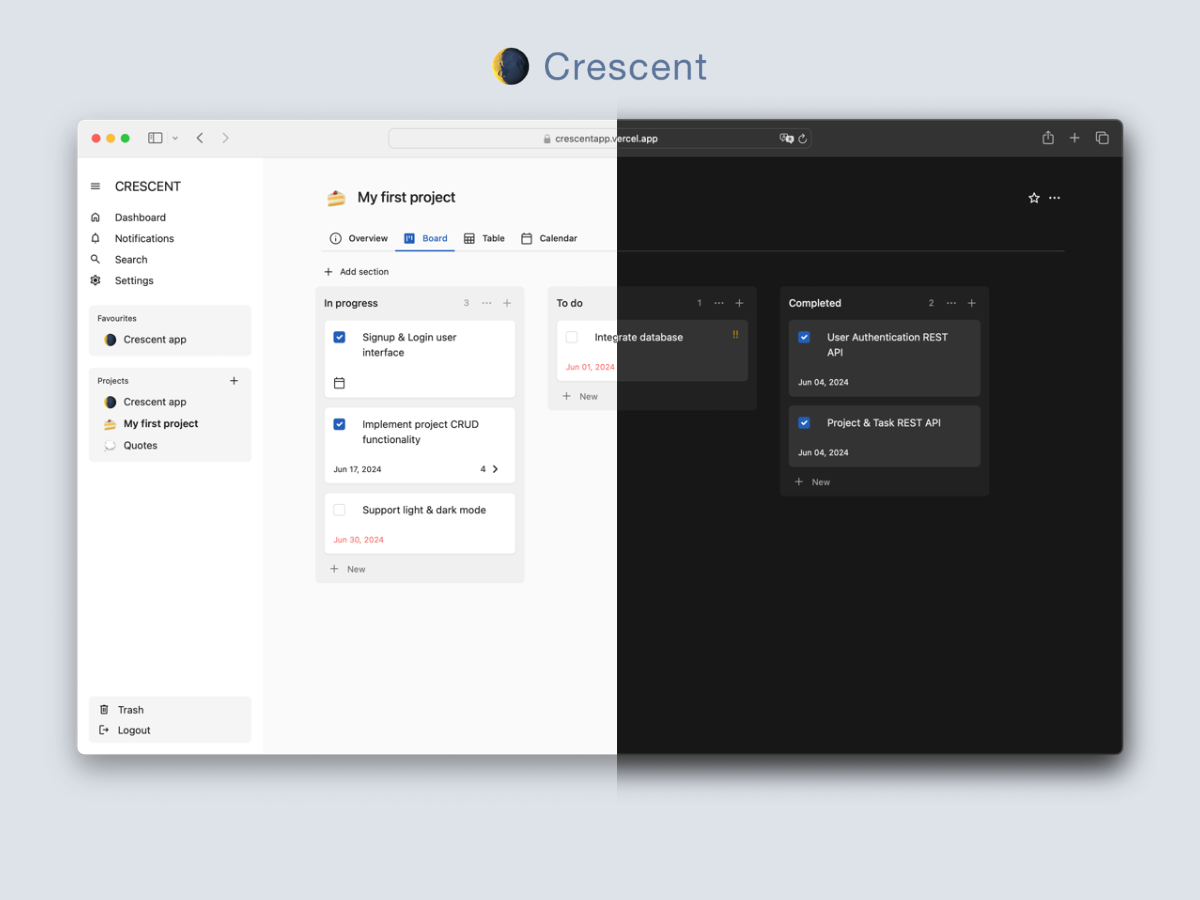 Crescent
crescentapp.vercel.app
CRESCENT
Dashboard
Notifications
Search
Settings
Favourites
Crescent app
Projects
Crescent app
My first project
Quotes
Trash
Logout
My first project
Overview
Board
Table
Calendar
Add section
In progress
3
Signup & Login user
interface
Implement project CRUD
functionality
Jun 17, 2024
4
Support light & dark mode
Jun 30, 2024
New
To do
1
Integrate database
!!
Jun 01, 2024
New
Completed
2
User Authentication REST
API
Jun 04, 2024
Project & Task REST API
Jun 04, 2024
New